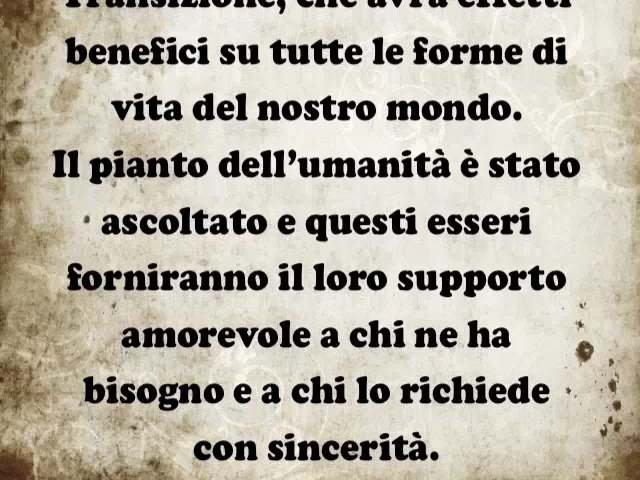 Transizione, che avrà effetti
benefici su tutte le forme di
vita del nostro mondo.
Il pianto dell’umanità è stato
ascoltato e questi esseri
forniranno il loro supporto
amorevole a chi ne ha
bisogno e a chi lo richiede
con sincerità.